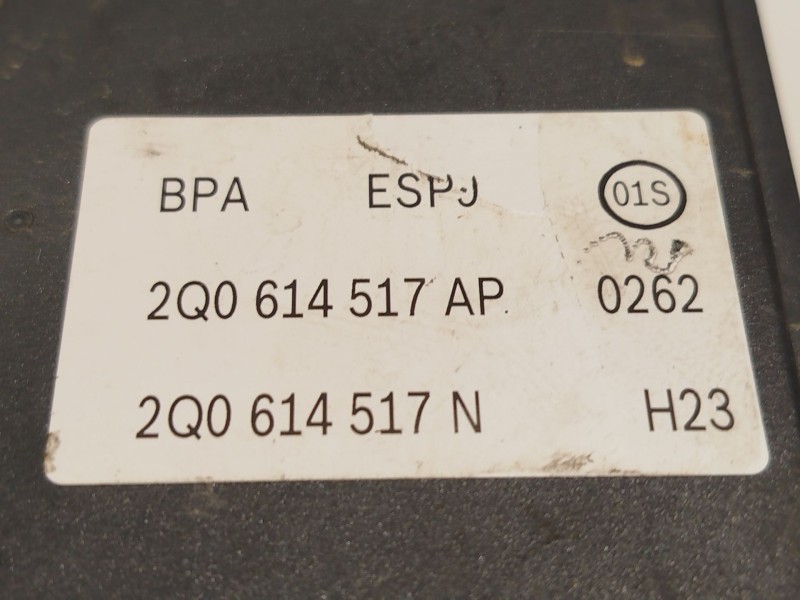 BPA ESPJ 01S
2Q0 614 517 AP 0262
2Q0 614 517 N H23